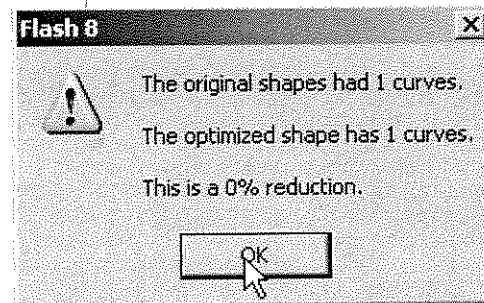 Flash 8
The original shapes had 1 curves.
The optimized shape has 1 curves.
This is a 0% reduction.
OK